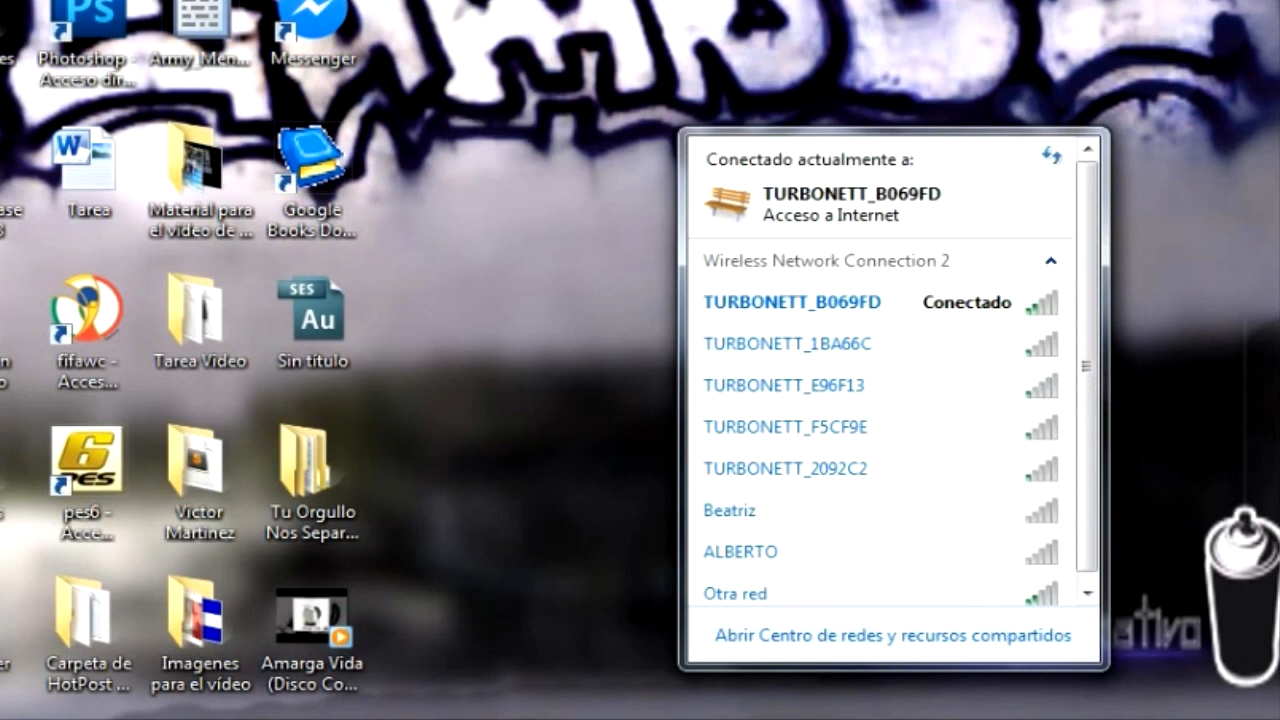 Photoshop -
Acceso dir...
Army_Men...
Messenger
Tarea
Material para
el video de ...
Google
Books Do...
fifawc -
Acces...
Tarea Video
SES
Au
Sin título
6
PES
pes6 -
Acce...
Victor
Martinez
Tu Orgullo
Nos Separ...
Carpeta de
HotPost ...
Imagenes
para el vídeo
Amarga Vida
(Disco Co...
Conectado actualmente a:
TURBONETT_B069FD
Acceso a Internet
Wireless Network Connection 2
TURBONETT_B069FD Conectado
TURBONETT_1BA66C
TURBONETT_E96F13
TURBONETT_F5CF9E
TURBONETT_2092C2
Beatriz
ALBERTO
Otra red
Abrir Centro de redes y recursos compartidos